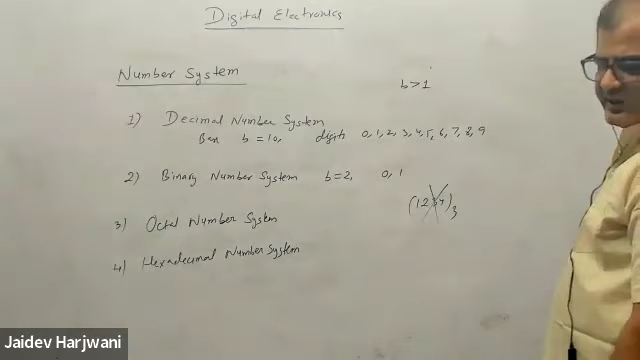 Digital Electronics
Number System
b>1
1) Decimal Number System
Base b = 10, digits 0, 1, 2, 3, 4, 5, 6, 7, 8, 9
2) Binary Number System b=2, 0, 1
(1234)3
3) Octal Number System
4) Hexadecimal Number System
Jaidev Harjwani